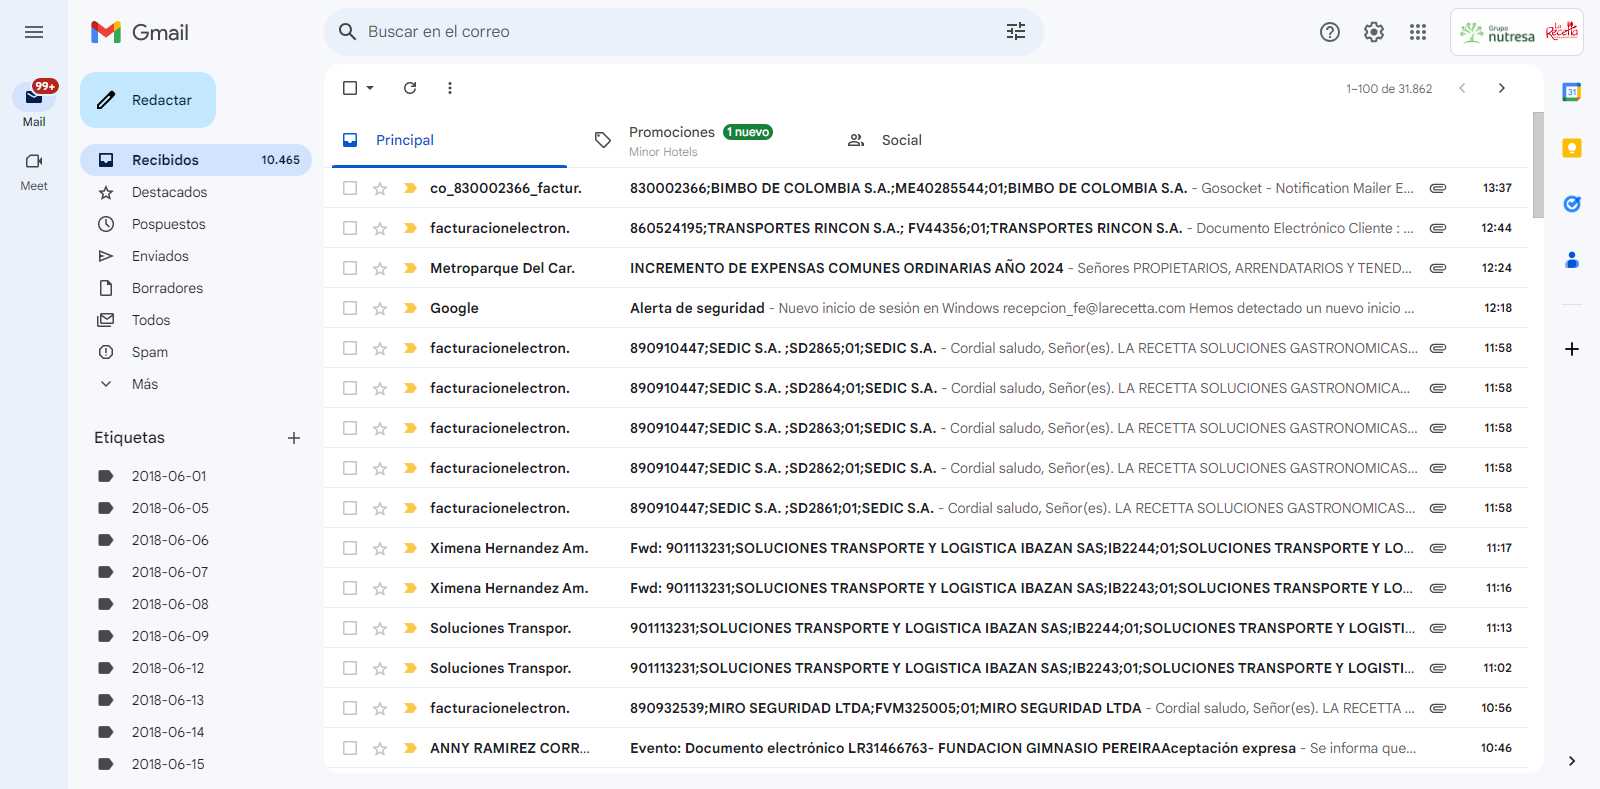 Gmail
Buscar en el correo
Grupo nutresa
La Recetta
99+
Mail
Meet
Redactar
Recibidos 10.465
Destacados
Pospuestos
Enviados
Borradores
Todos
Spam
Más
Etiquetas
2018-06-01
2018-06-05
2018-06-06
2018-06-07
2018-06-08
2018-06-09
2018-06-12
2018-06-13
2018-06-14
2018-06-15
1–100 de 31.862
Principal
Promociones 1 nuevo
Minor Hotels
Social
co_830002366_factur. 830002366;BIMBO DE COLOMBIA S.A.;ME40285544;01;BIMBO DE COLOMBIA S.A. - Gosocket - Notification Mailer E... 13:37
facturacionelectron. 860524195;TRANSPORTES RINCON S.A.; FV44356;01;TRANSPORTES RINCON S.A. - Documento Electrónico Cliente : ... 12:44
Metroparque Del Car. INCREMENTO DE EXPENSAS COMUNES ORDINARIAS AÑO 2024 - Señores PROPIETARIOS, ARRENDATARIOS Y TENED... 12:24
Google Alerta de seguridad - Nuevo inicio de sesión en Windows recepcion_fe@larecetta.com Hemos detectado un nuevo inicio ... 12:18
facturacionelectron. 890910447;SEDIC S.A. ;SD2865;01;SEDIC S.A. - Cordial saludo, Señor(es). LA RECETTA SOLUCIONES GASTRONOMICAS... 11:58
facturacionelectron. 890910447;SEDIC S.A. ;SD2864;01;SEDIC S.A. - Cordial saludo, Señor(es). LA RECETTA SOLUCIONES GASTRONOMICA... 11:58
facturacionelectron. 890910447;SEDIC S.A. ;SD2863;01;SEDIC S.A. - Cordial saludo, Señor(es). LA RECETTA SOLUCIONES GASTRONOMICAS... 11:58
facturacionelectron. 890910447;SEDIC S.A. ;SD2862;01;SEDIC S.A. - Cordial saludo, Señor(es). LA RECETTA SOLUCIONES GASTRONOMICAS... 11:58
facturacionelectron. 890910447;SEDIC S.A. ;SD2861;01;SEDIC S.A. - Cordial saludo, Señor(es). LA RECETTA SOLUCIONES GASTRONOMICAS... 11:58
Ximena Hernandez Am. Fwd: 901113231;SOLUCIONES TRANSPORTE Y LOGISTICA IBAZAN SAS;IB2244;01;SOLUCIONES TRANSPORTE Y LO... 11:17
Ximena Hernandez Am. Fwd: 901113231;SOLUCIONES TRANSPORTE Y LOGISTICA IBAZAN SAS;IB2243;01;SOLUCIONES TRANSPORTE Y LO... 11:16
Soluciones Transpor. 901113231;SOLUCIONES TRANSPORTE Y LOGISTICA IBAZAN SAS;IB2244;01;SOLUCIONES TRANSPORTE Y LOGISTI... 11:13
Soluciones Transpor. 901113231;SOLUCIONES TRANSPORTE Y LOGISTICA IBAZAN SAS;IB2243;01;SOLUCIONES TRANSPORTE Y LOGISTI... 11:02
facturacionelectron. 890932539;MIRO SEGURIDAD LTDA;FVM325005;01;MIRO SEGURIDAD LTDA - Cordial saludo, Señor(es). LA RECETTA ... 10:56
ANNY RAMIREZ CORR... Evento: Documento electrónico LR31466763- FUNDACION GIMNASIO PEREIRAAceptación expresa - Se informa que... 10:46
31